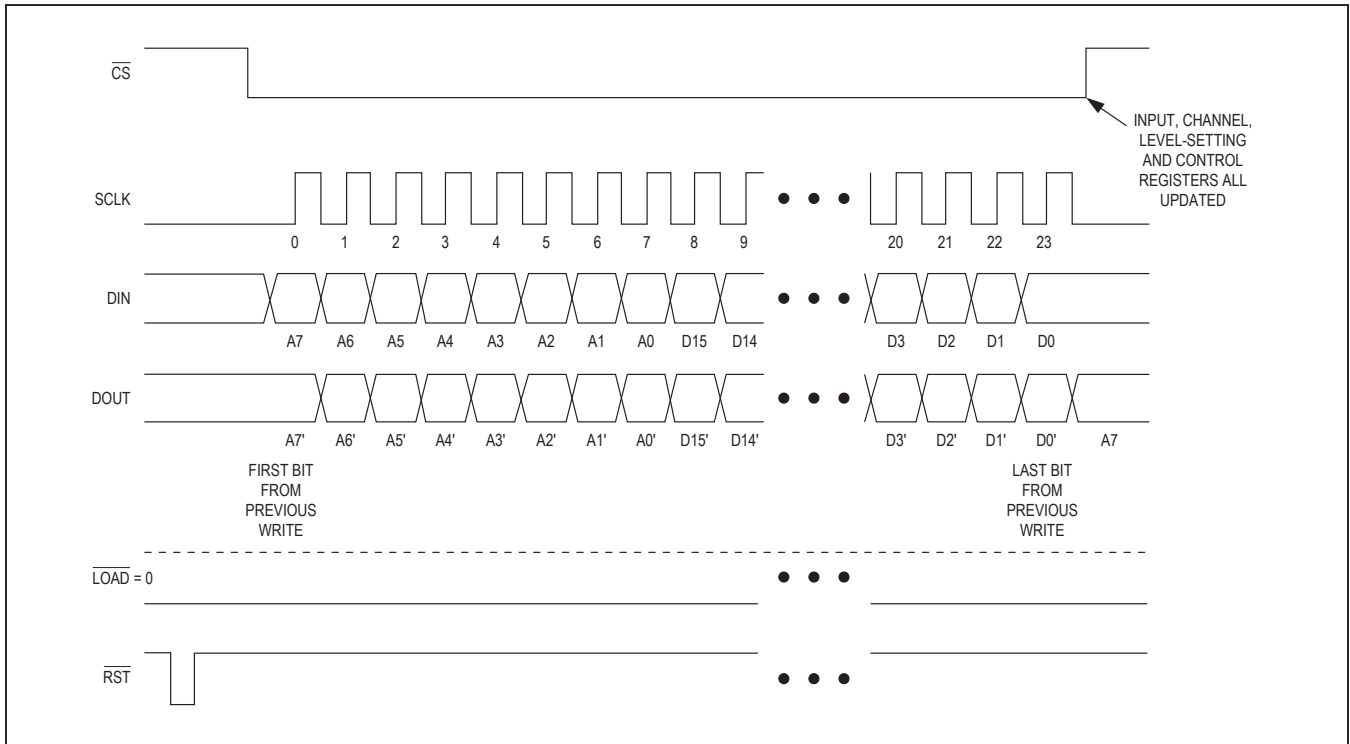 CS
INPUT, CHANNEL,
LEVEL-SETTING
AND CONTROL
REGISTERS ALL
UPDATED
SCLK
0 1 2 3 4 5 6 7 8 9 20 21 22 23
DIN
A7 A6 A5 A4 A3 A2 A1 A0 D15 D14 D3 D2 D1 D0
DOUT
A7' A6' A5' A4' A3' A2' A1' A0' D15' D14' D3' D2' D1' D0' A7
FIRST BIT
FROM
PREVIOUS
WRITE
LAST BIT
FROM
PREVIOUS
WRITE
LOAD = 0
RST